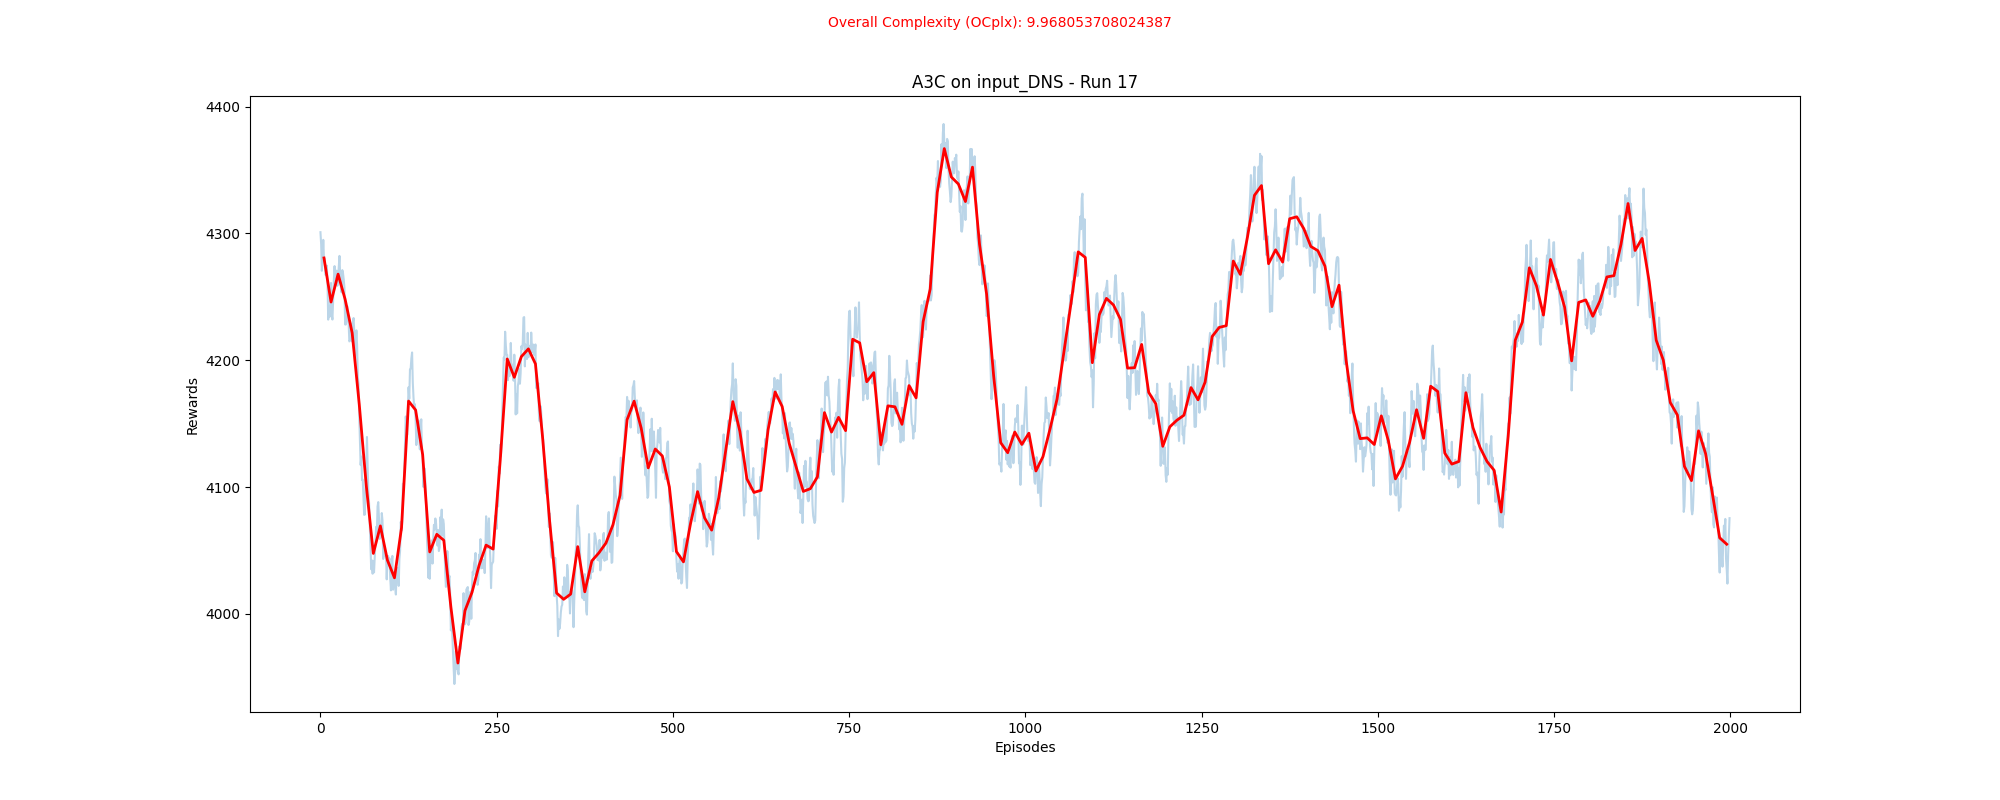 Overall Complexity (OCplx): 9.968053708024387
A3C on input_DNS - Run 17
4400
4300
4200
4100
4000
Rewards
0 250 500 750 1000 1250 1500 1750 2000
Episodes